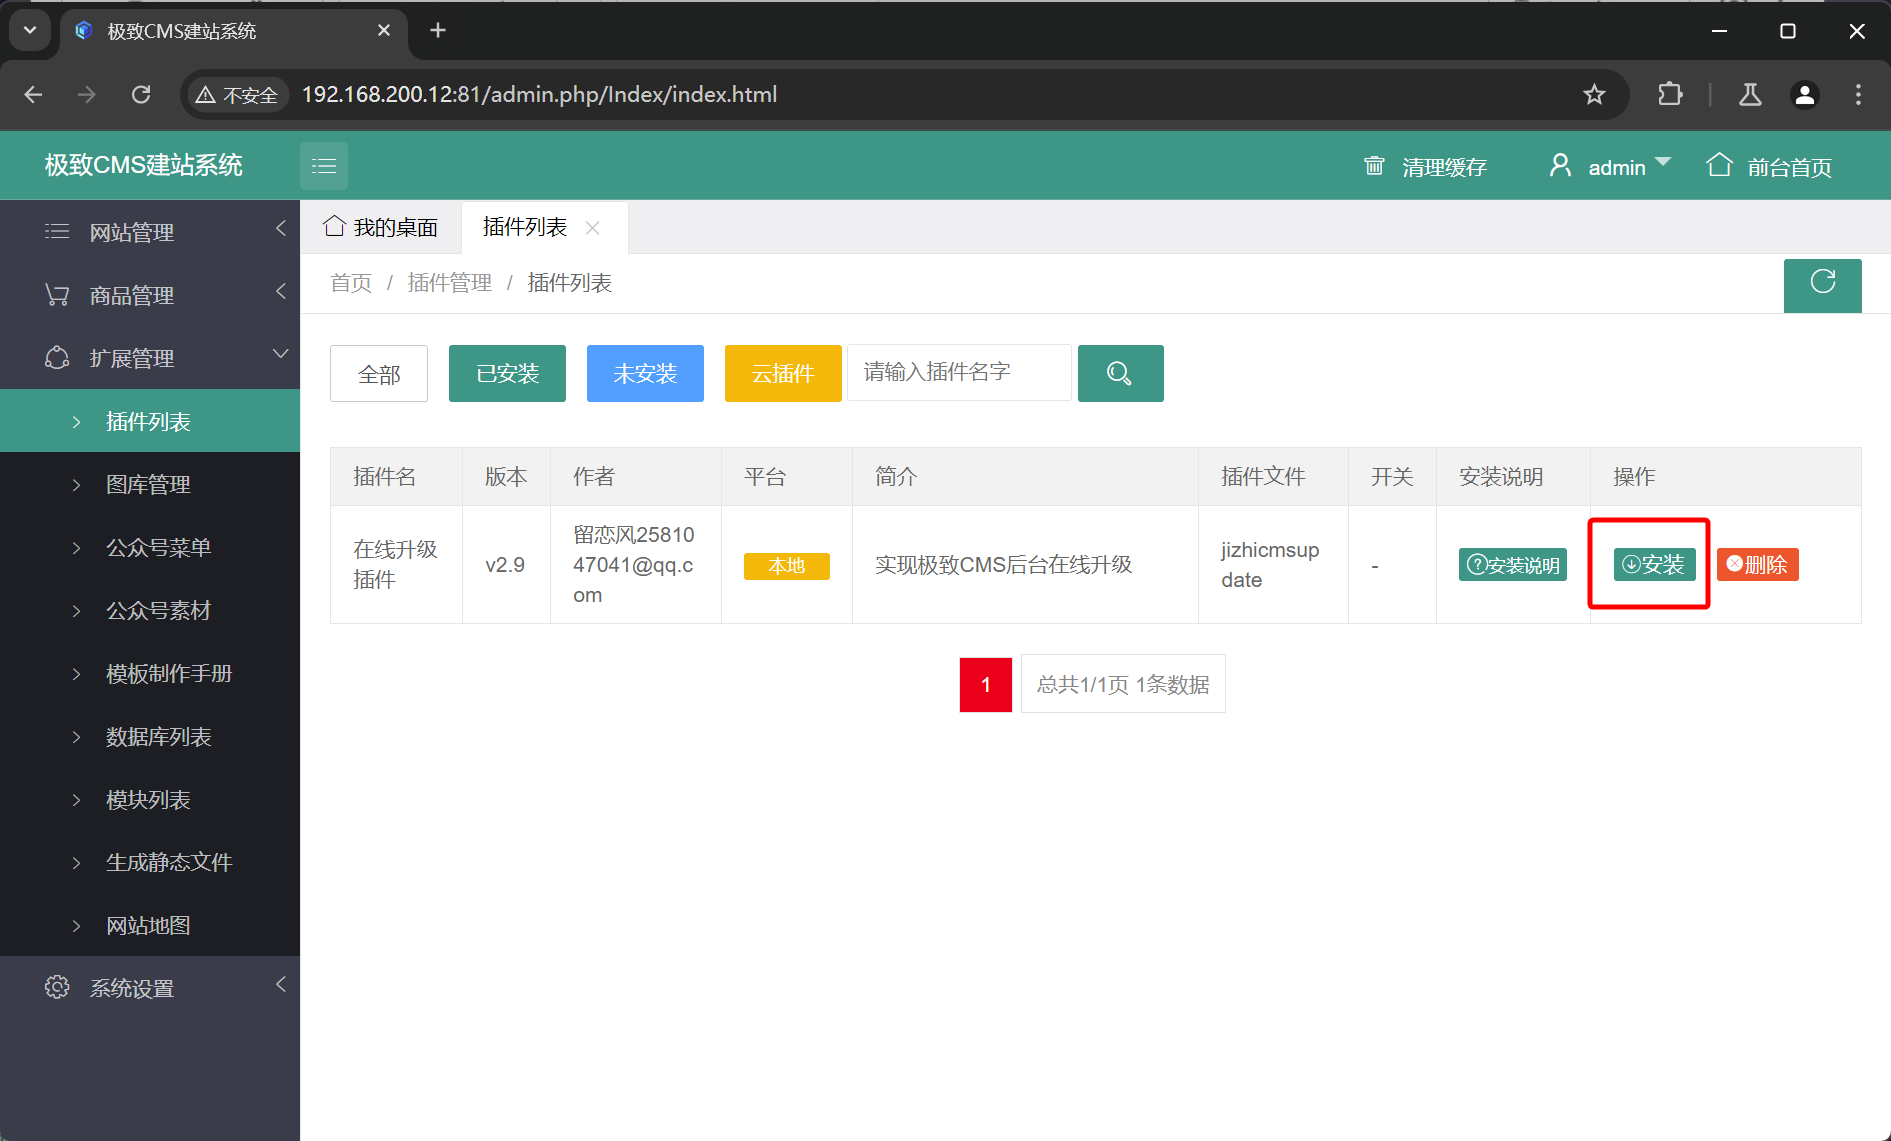 极致CMS建站系统
不安全
192.168.200.12:81/admin.php/Index/index.html
极致CMS建站系统
清理缓存
admin
前台首页
网站管理
商品管理
扩展管理
插件列表
图库管理
公众号菜单
公众号素材
模板制作手册
数据库列表
模块列表
生成静态文件
网站地图
系统设置
我的桌面
插件列表
首页 / 插件管理 / 插件列表
全部
已安装
未安装
云插件
请输入插件名字
插件名
版本
作者
平台
简介
插件文件
开关
安装说明
操作
在线升级
插件
v2.9
留恋风25810
47041@qq.c
om
本地
实现极致CMS后台在线升级
jizhicmsup
date
-
安装说明
安装
删除
1
总共1/1页 1条数据